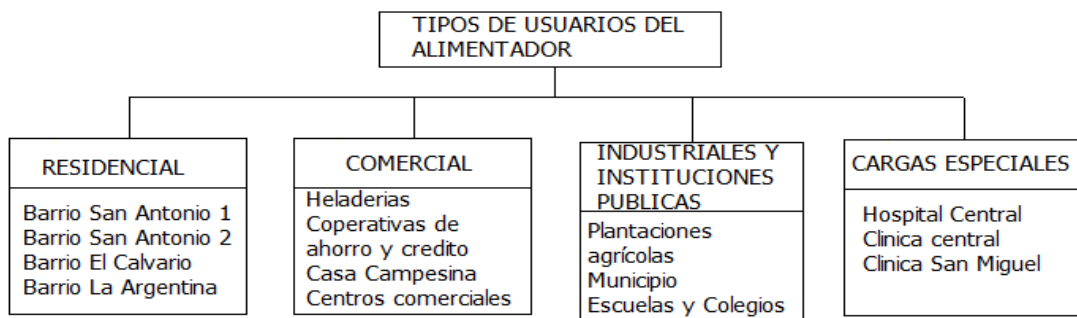 TIPOS DE USUARIOS DEL
ALIMENTADOR
RESIDENCIAL
Barrio San Antonio 1
Barrio San Antonio 2
Barrio El Calvario
Barrio La Argentina
COMERCIAL
Heladerias
Coperativas de
ahorro y credito
Casa Campesina
Centros comerciales
INDUSTRIALES Y
INSTITUCIONES
PUBLICAS
Plantaciones
agrícolas
Municipio
Escuelas y Colegios
CARGAS ESPECIALES
Hospital Central
Clinica central
Clinica San Miguel